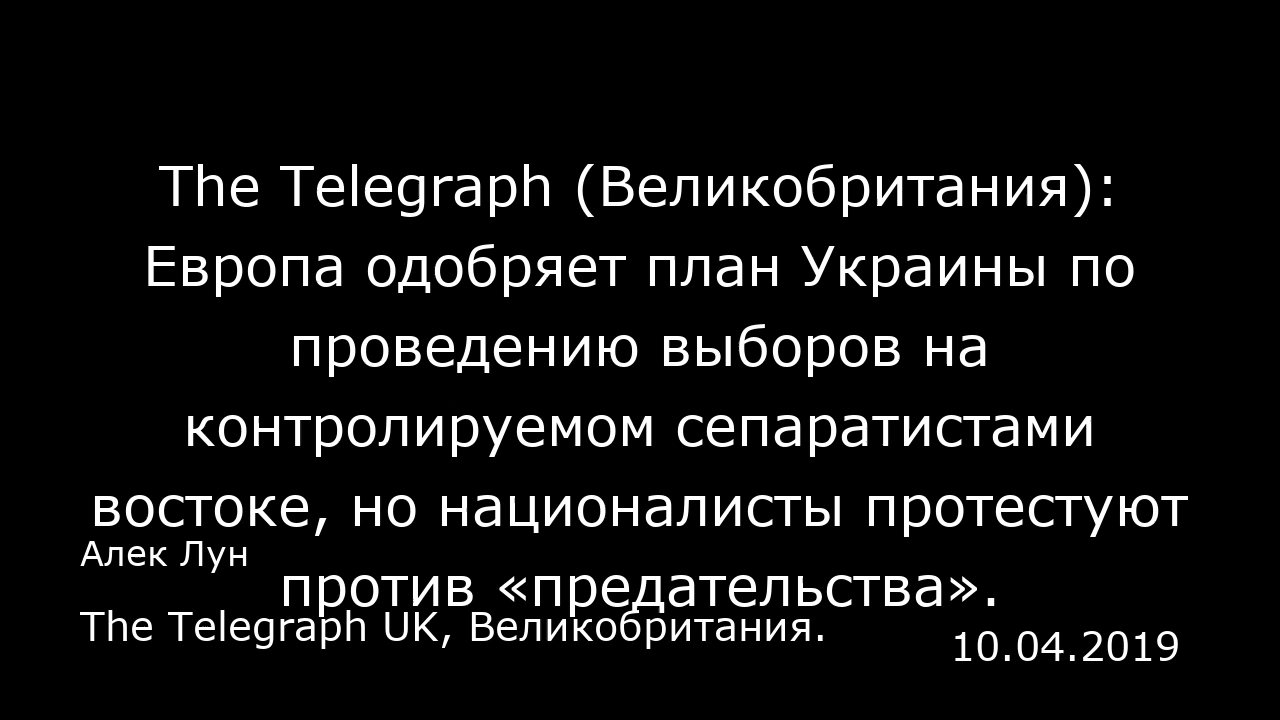 The Telegraph (Великобритания):
Европа одобряет план Украины по
проведению выборов на
контролируемом сепаратистами
востоке, но националисты протестуют
Алек Лун
против «предательства».
The Telegraph UK, Великобритания.
10.04.2019